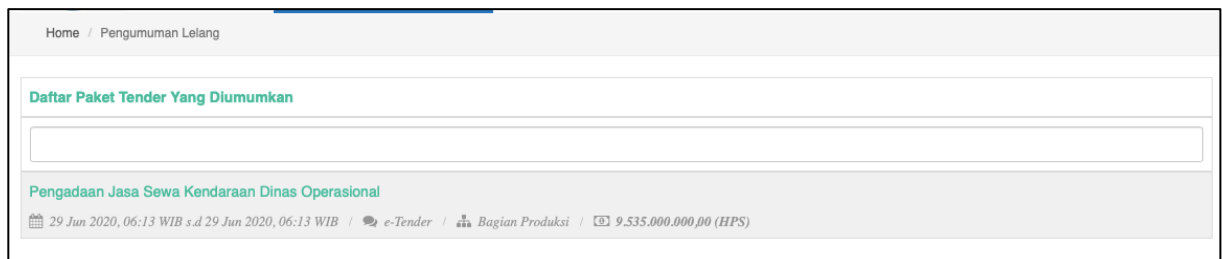 Home / Pengumuman Lelang
Daftar Paket Tender Yang Diumumkan
Pengadaan Jasa Sewa Kendaraan Dinas Operasional
29 Jun 2020, 06:13 WIB s.d 29 Jun 2020, 06:13 WIB / e-Tender / Bagian Produksi / 9.535.000.000,00 (HPS)